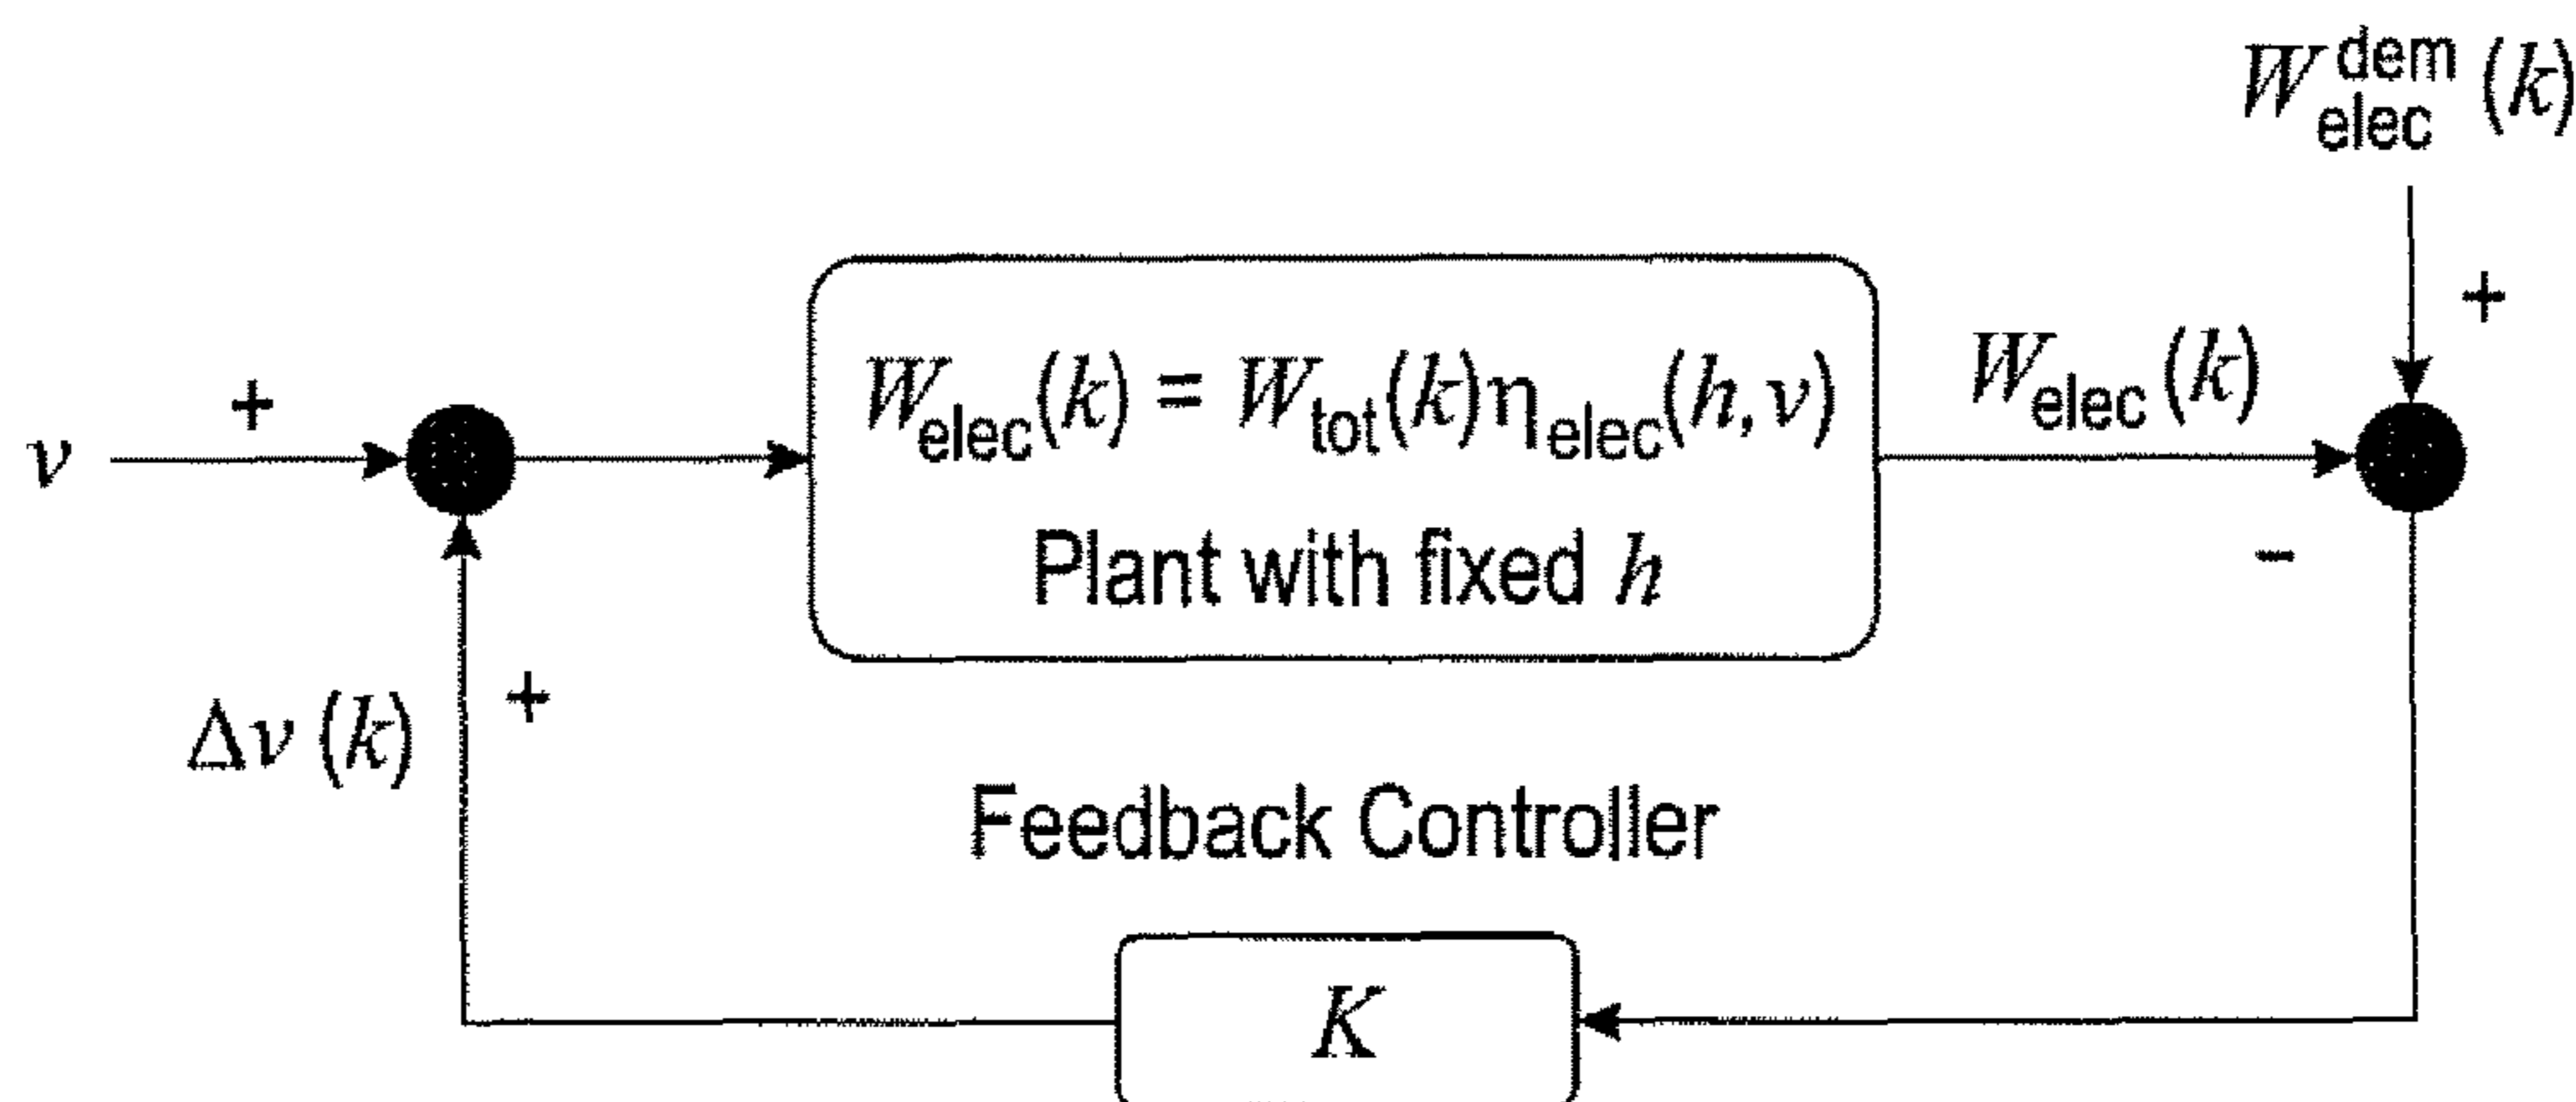 W_elec^dem (k)
+
+
W_elec(k) = W_tot(k)η_elec(h, v)
W_elec (k)
v
Plant with fixed h
-
+
Δv (k)
Feedback Controller
K